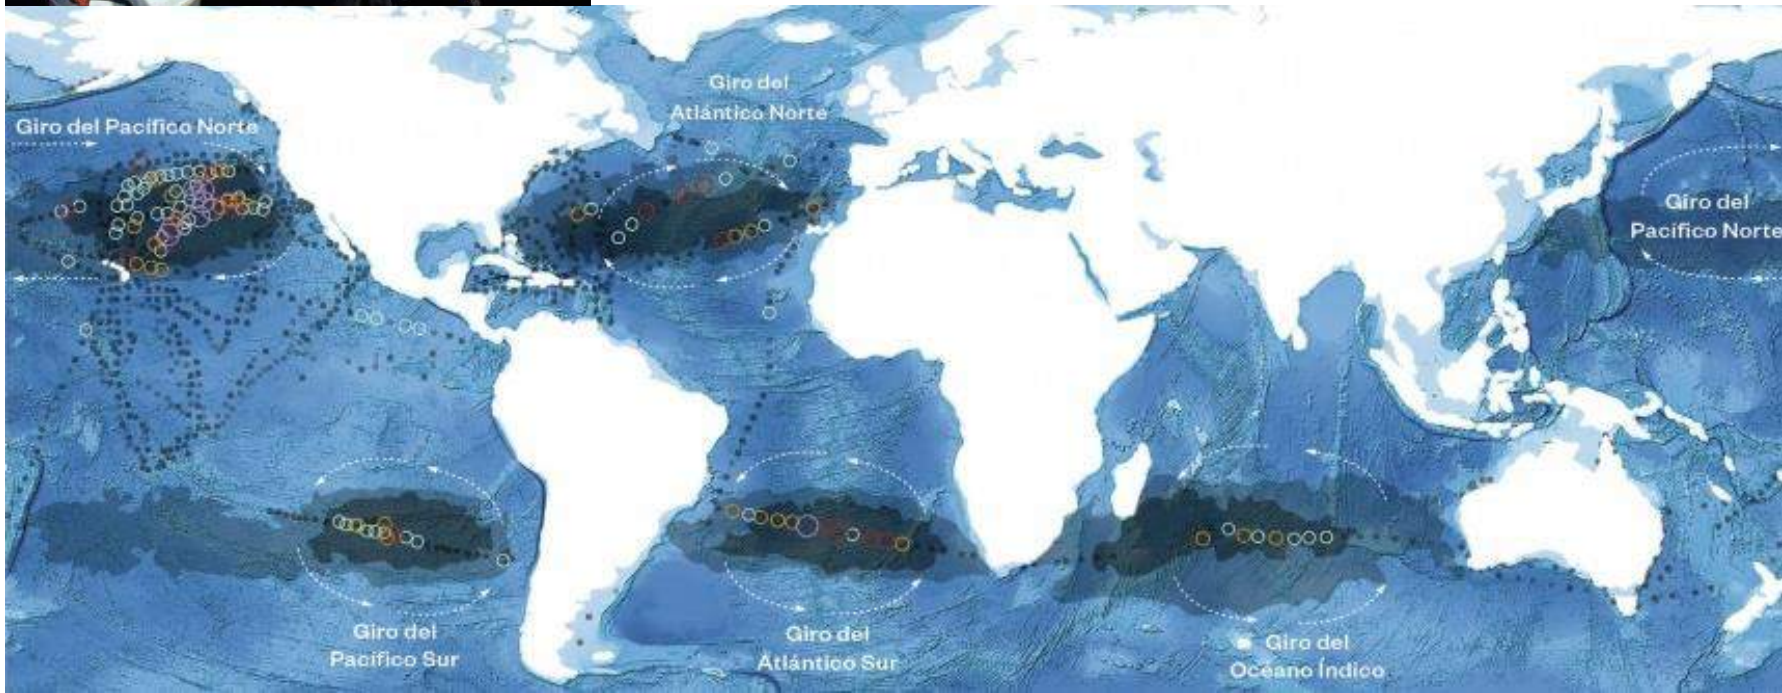 Giro del
Atlántico Norte
Giro del Pacífico Norte
Giro del
Pacífico Norte
Giro del
Pacífico Sur
Giro del
Atlántico Sur
Giro del
Océano Índico